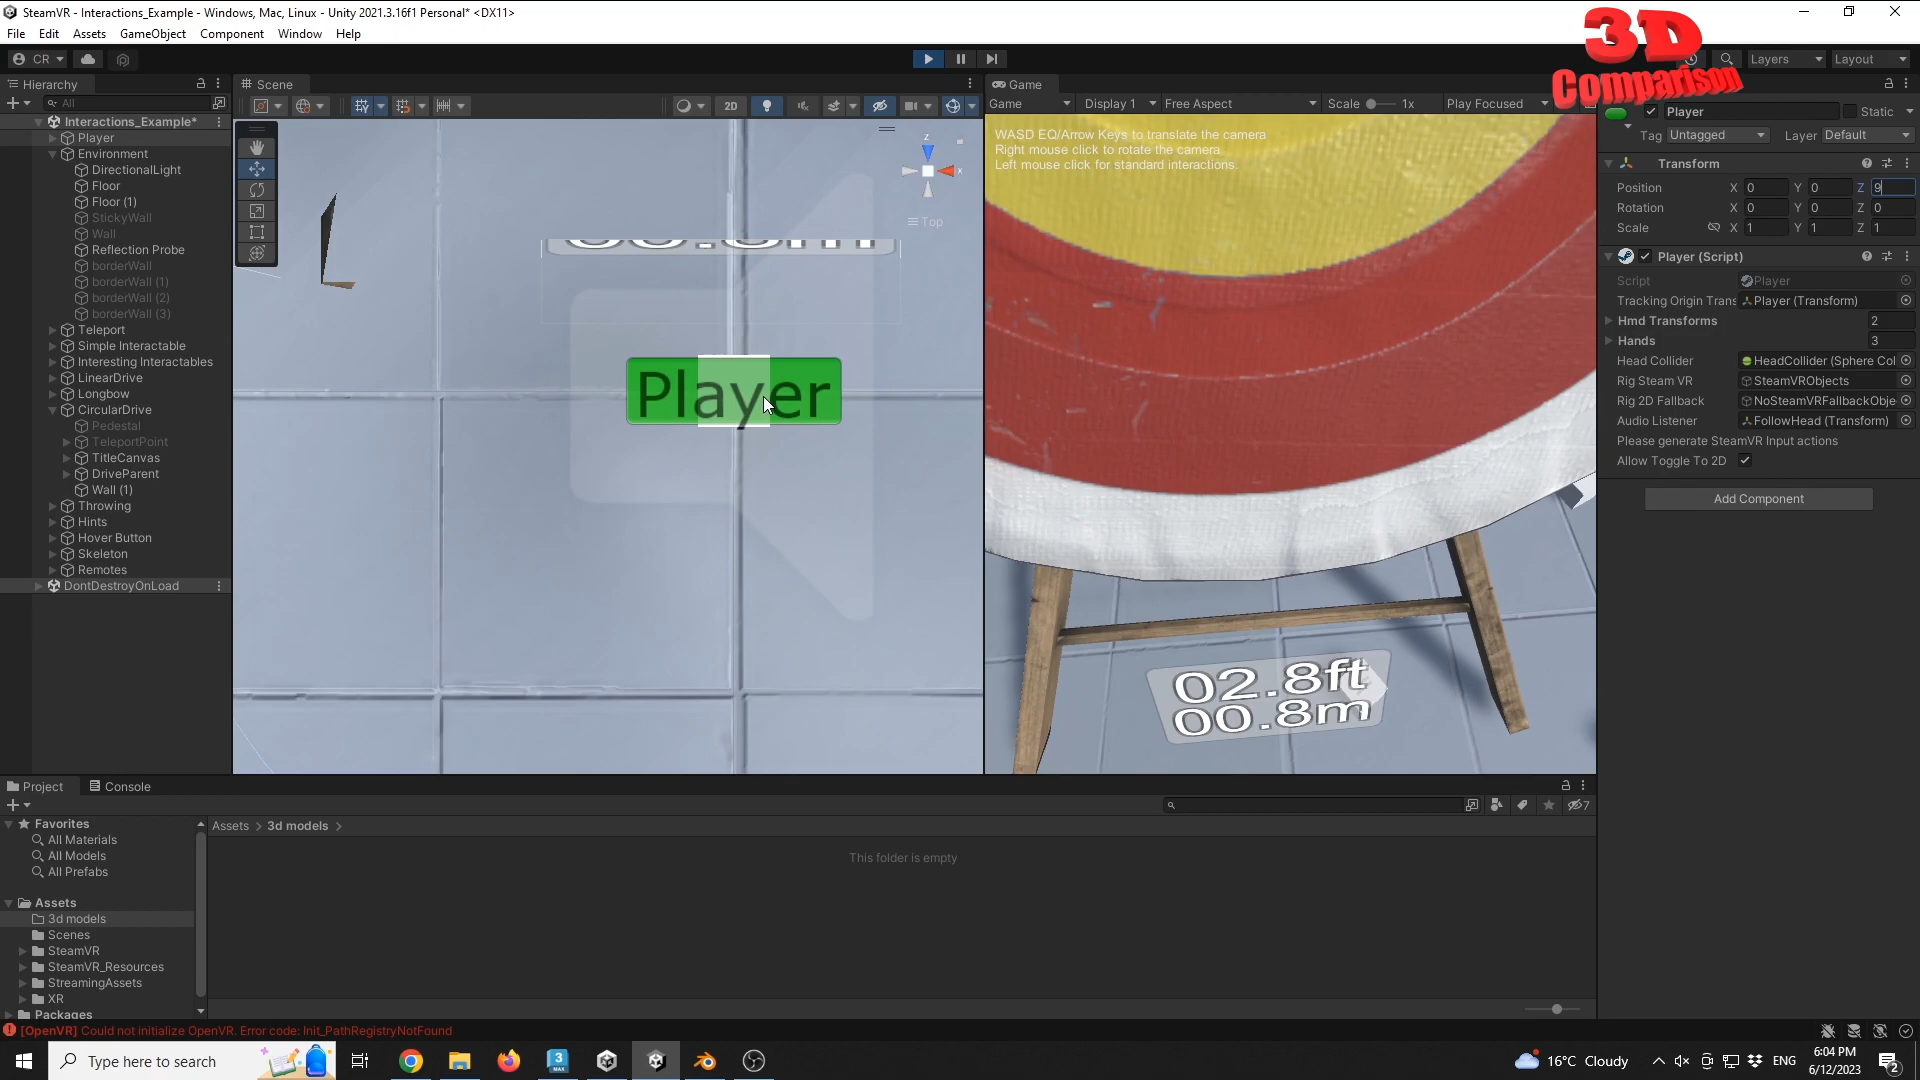 SteamVR - Interactions_Example - Windows, Mac, Linux - Unity 2021.3.16f1 Personal* <DX11>
File Edit Assets GameObject Component Window Help
CR
Layers Layout
3D
Comparison
Hierarchy
All
Interactions_Example*
Player
Environment
DirectionalLight
Floor
Floor (1)
StickyWall
Wall
Reflection Probe
borderWall
borderWall (1)
borderWall (2)
borderWall (3)
Teleport
Simple Interactable
Interesting Interactables
LinearDrive
Longbow
CircularDrive
Pedestal
TeleportPoint
TitleCanvas
DriveParent
Wall (1)
Throwing
Hints
Hover Button
Skeleton
Remotes
DontDestroyOnLoad
Scene
2D
z
x
Top
Player
Game
Game Display 1 Free Aspect Scale 1x Play Focused
WASD EQ/Arrow Keys to translate the camera
Right mouse click to rotate the camera
Left mouse click for standard interactions.
02.8ft
00.8m
Player Static
Tag Untagged Layer Default
Transform
Position X 0 Y 0 Z 9
Rotation X 0 Y 0 Z 0
Scale X 1 Y 1 Z 1
Player (Script)
Script Player
Tracking Origin Trans Player (Transform)
Hmd Transforms 2
Hands 3
Head Collider HeadCollider (Sphere Col
Rig Steam VR SteamVRObjects
Rig 2D Fallback NoSteamVRFallbackObje
Audio Listener FollowHead (Transform)
Please generate SteamVR Input actions
Allow Toggle To 2D
Add Component
Project Console
7
Favorites
All Materials
All Models
All Prefabs
Assets
3d models
Scenes
SteamVR
SteamVR_Resources
StreamingAssets
XR
Packages
Assets > 3d models >
This folder is empty
[OpenVR] Could not initialize OpenVR. Error code: Init_PathRegistryNotFound
Type here to search
3
MAX
16°C Cloudy
ENG
6:04 PM
6/12/2023
2